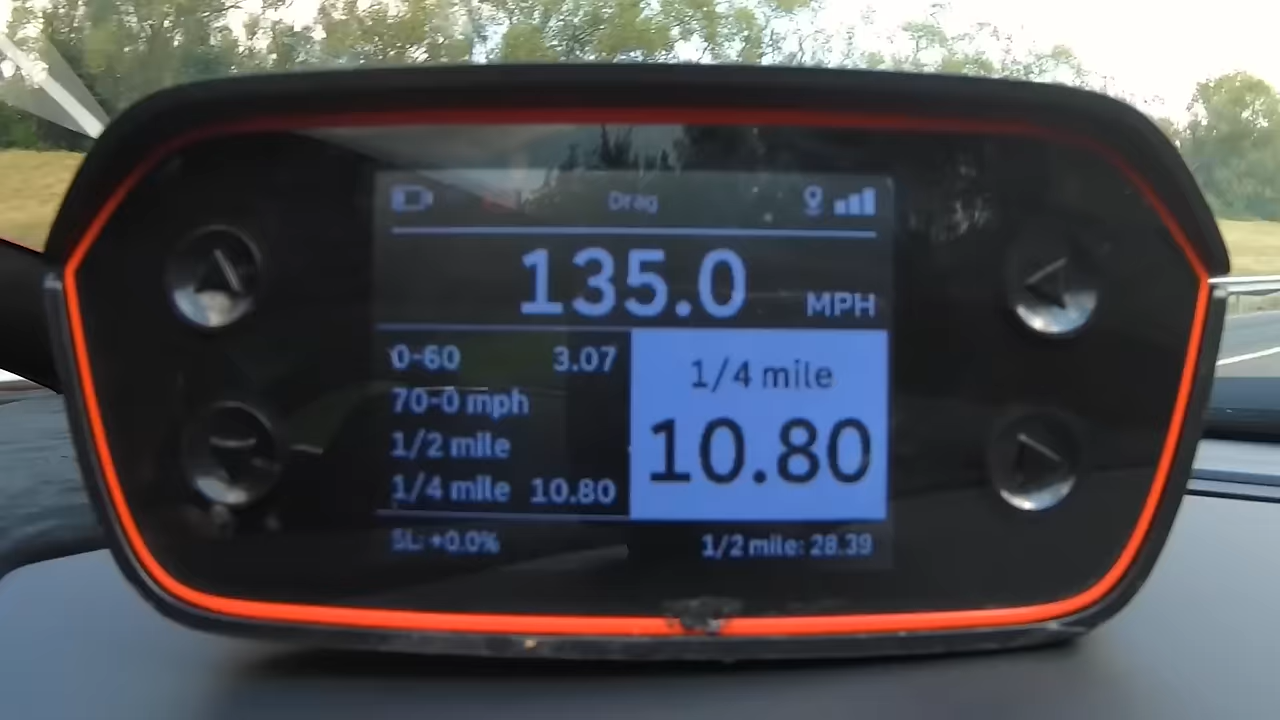 Drag
135.0 MPH
0-60 3.07
70-0 mph
1/2 mile
1/4 mile 10.80
1/4 mile
10.80
SL: +0.0%
1/2 mile: 28.39